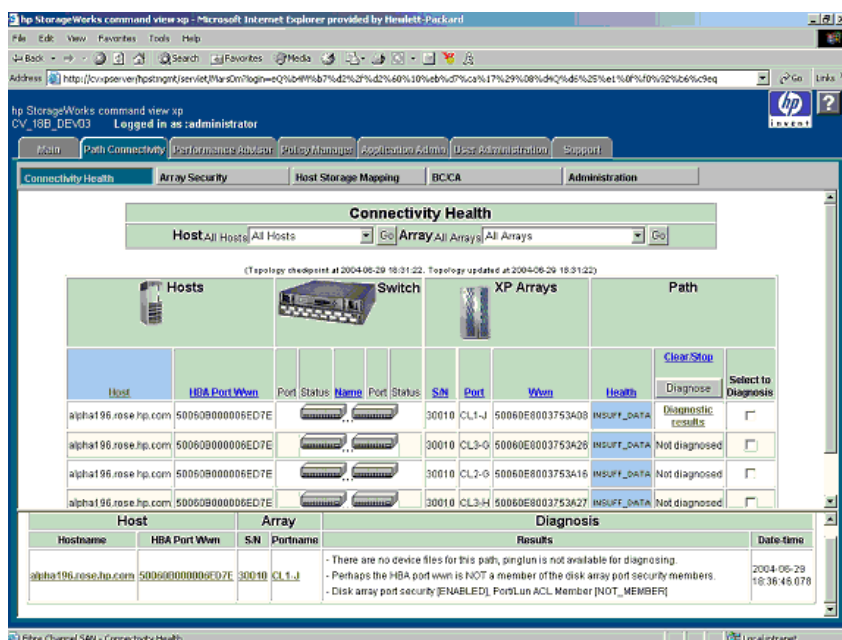 hp StorageWorks command view xp - Microsoft Internet Explorer provided by Hewlett-Packard
File Edit View Favorites Tools Help
Back Search Favorites Media
Address http://cvxpserver/hpstmgmt/servlet/MarsDm?login= Go Links
hp StorageWorks command view xp
CV_18B_DEV03 Logged in as :administrator
hp
invent
?
Main Path Connectivity Performance Advisor Policy Manager Application Admin User Administration Support
Connectivity Health Array Security Host Storage Mapping BC/CA Administration
Connectivity Health
Host All Hosts All Hosts Go Array All Arrays All Arrays Go
(Topology checkpoint at 2004-06-29 18:31:22. Topology updated at 2004-06-29 18:31:22)
Hosts Switch XP Arrays Path
Clear/Stop
Host HBA Port Wwn Port Status Name Port Status S/N Port Wwn Health Diagnose Select to Diagnosis
alpha196.rose.hp.com 50060B000006ED7E ... 30010 CL1-J 50060E8003753A08 INSUFF_DATA Diagnostic results
alpha196.rose.hp.com 50060B000006ED7E ... 30010 CL3-G 50060E8003753A26 INSUFF_DATA Not diagnosed
alpha196.rose.hp.com 50060B000006ED7E ... 30010 CL2-G 50060E8003753A16 INSUFF_DATA Not diagnosed
alpha196.rose.hp.com 50060B000006ED7E ... 30010 CL3-H 50060E8003753A27 INSUFF_DATA Not diagnosed
Host Array Diagnosis
Hostname HBA Port Wwn S/N Portname Results Date-time
- There are no device files for this path, pinglun is not available for diagnosing.
alpha196.rose.hp.com 50060B000006ED7E 30010 CL1-J - Perhaps the HBA port wwn is NOT a member of the disk array port security members. 2004-06-29 18:36:46.078
- Disk array port security [ENABLED], Port/Lun ACL Member [NOT_MEMBER]
Fibre Channel SAN - Connectivity Health Local intranet